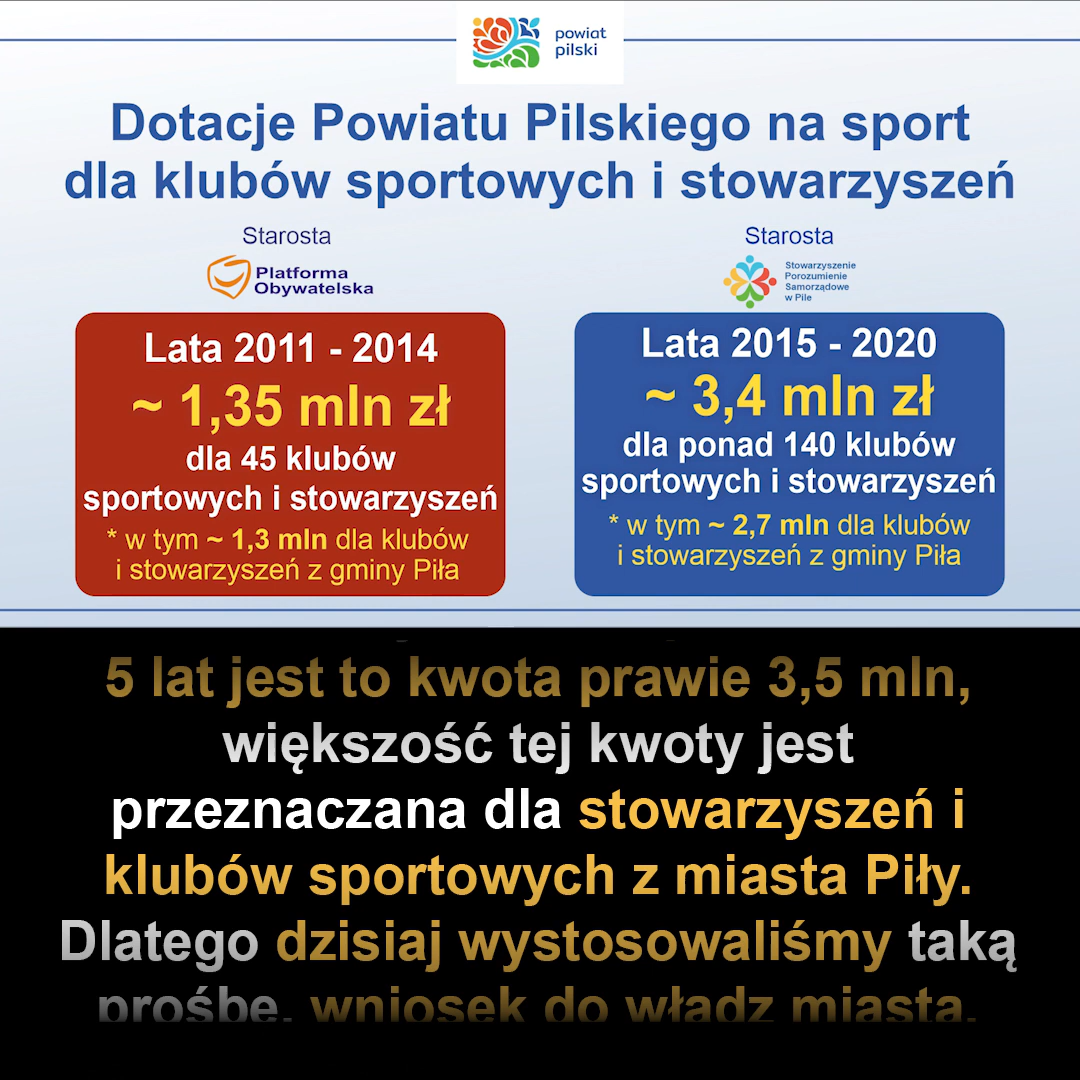 powiat
pilski
Dotacje Powiatu Pilskiego na sport
dla klubów sportowych i stowarzyszeń
Starosta
Platforma
Obywatelska
Lata 2011 - 2014
~ 1,35 mln zł
dla 45 klubów
sportowych i stowarzyszeń
* w tym ~ 1,3 mln dla klubów
i stowarzyszeń z gminy Piła
Starosta
Stowarzyszenie
Porozumienie
Samorządowe
w Pile
Lata 2015 - 2020
~ 3,4 mln zł
dla ponad 140 klubów
sportowych i stowarzyszeń
* w tym ~ 2,7 mln dla klubów
i stowarzyszeń z gminy Piła
5 lat jest to kwota prawie 3,5 mln,
większość tej kwoty jest
przeznaczana dla stowarzyszeń i
klubów sportowych z miasta Piły.
Dlatego dzisiaj wystosowaliśmy taką
prośbę, wniosek do władz miasta,